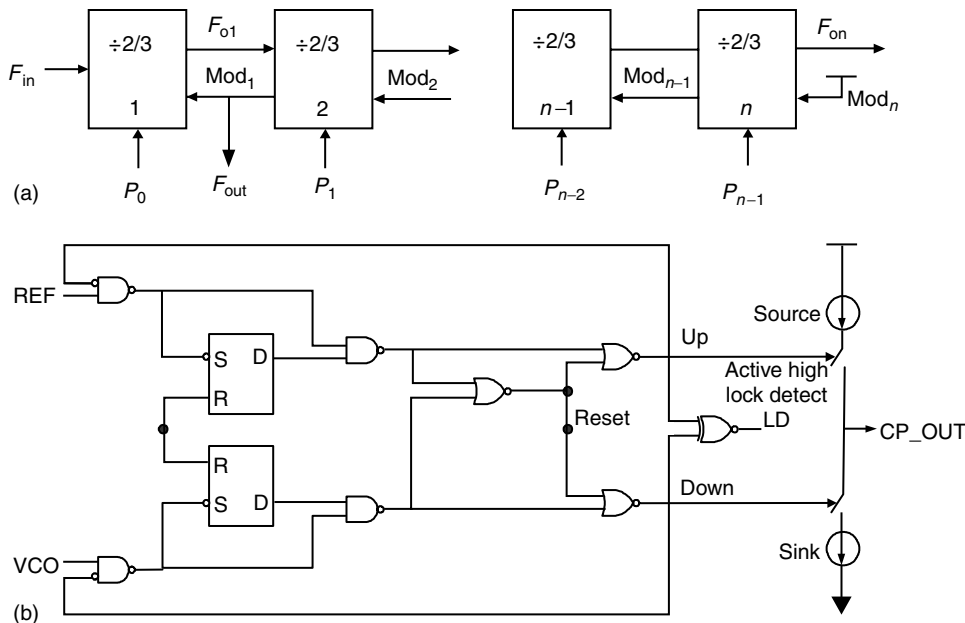 ÷2/3
F_o1
÷2/3
÷2/3
÷2/3
F_on
F_in
Mod_1
Mod_2
Mod_n–1
Mod_n
1
2
n–1
n
P_0
F_out
P_1
P_n–2
P_n–1
(a)
REF
S
D
R
R
S
D
VCO
Up
Source
Active high
lock detect
Reset
LD
CP_OUT
Down
Sink
(b)